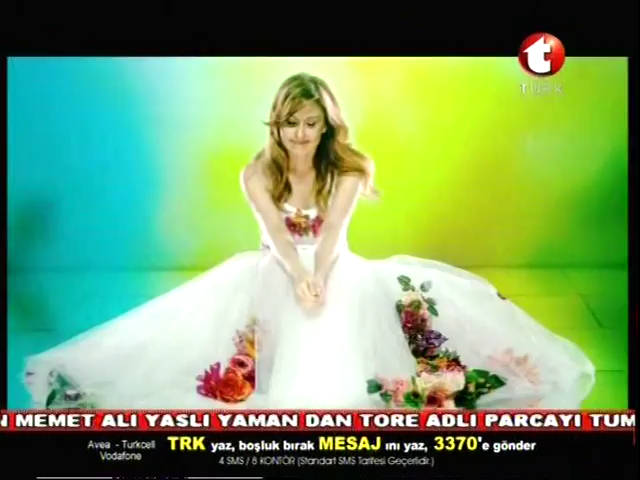 t
TURK
N MEMET ALI YASLI YAMAN DAN TORE ADLI PARCAYI TUM
Avea - Turkcell
Vodafone
TRK yaz, boşluk bırak MESAJ ını yaz, 3370'e gönder
4 SMS / 8 KONTÖR (Standart SMS Tarifesi Geçerlidir.)